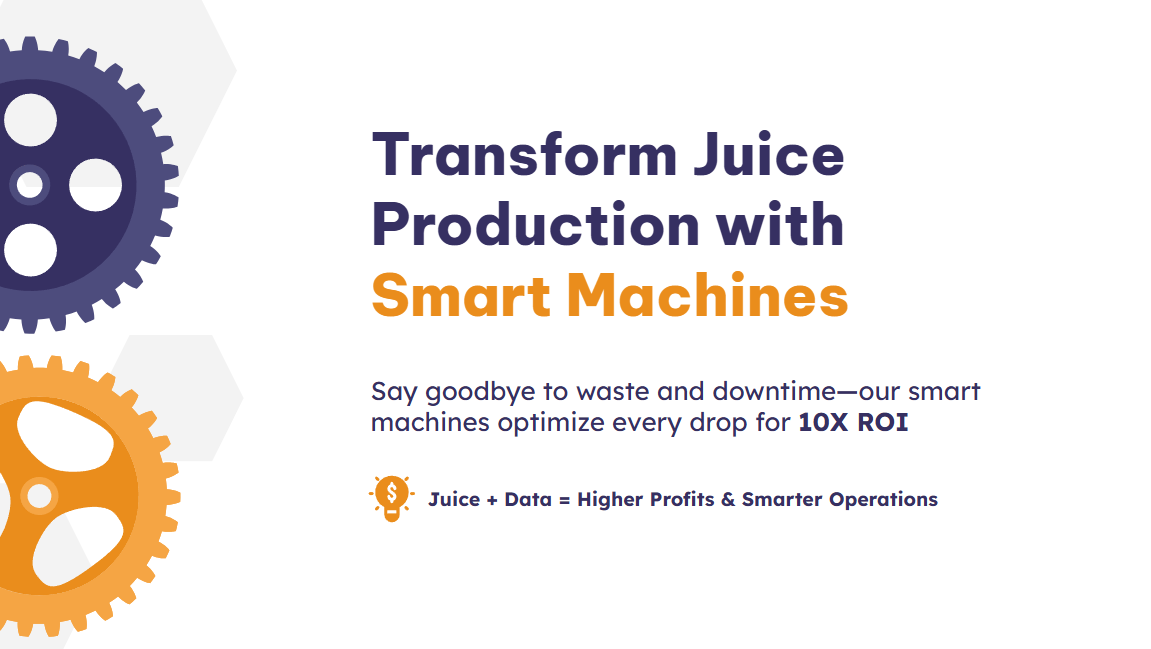 Transform Juice
Production with
Smart Machines
Say goodbye to waste and downtime—our smart
machines optimize every drop for 10X ROI
$
Juice + Data = Higher Profits & Smarter Operations